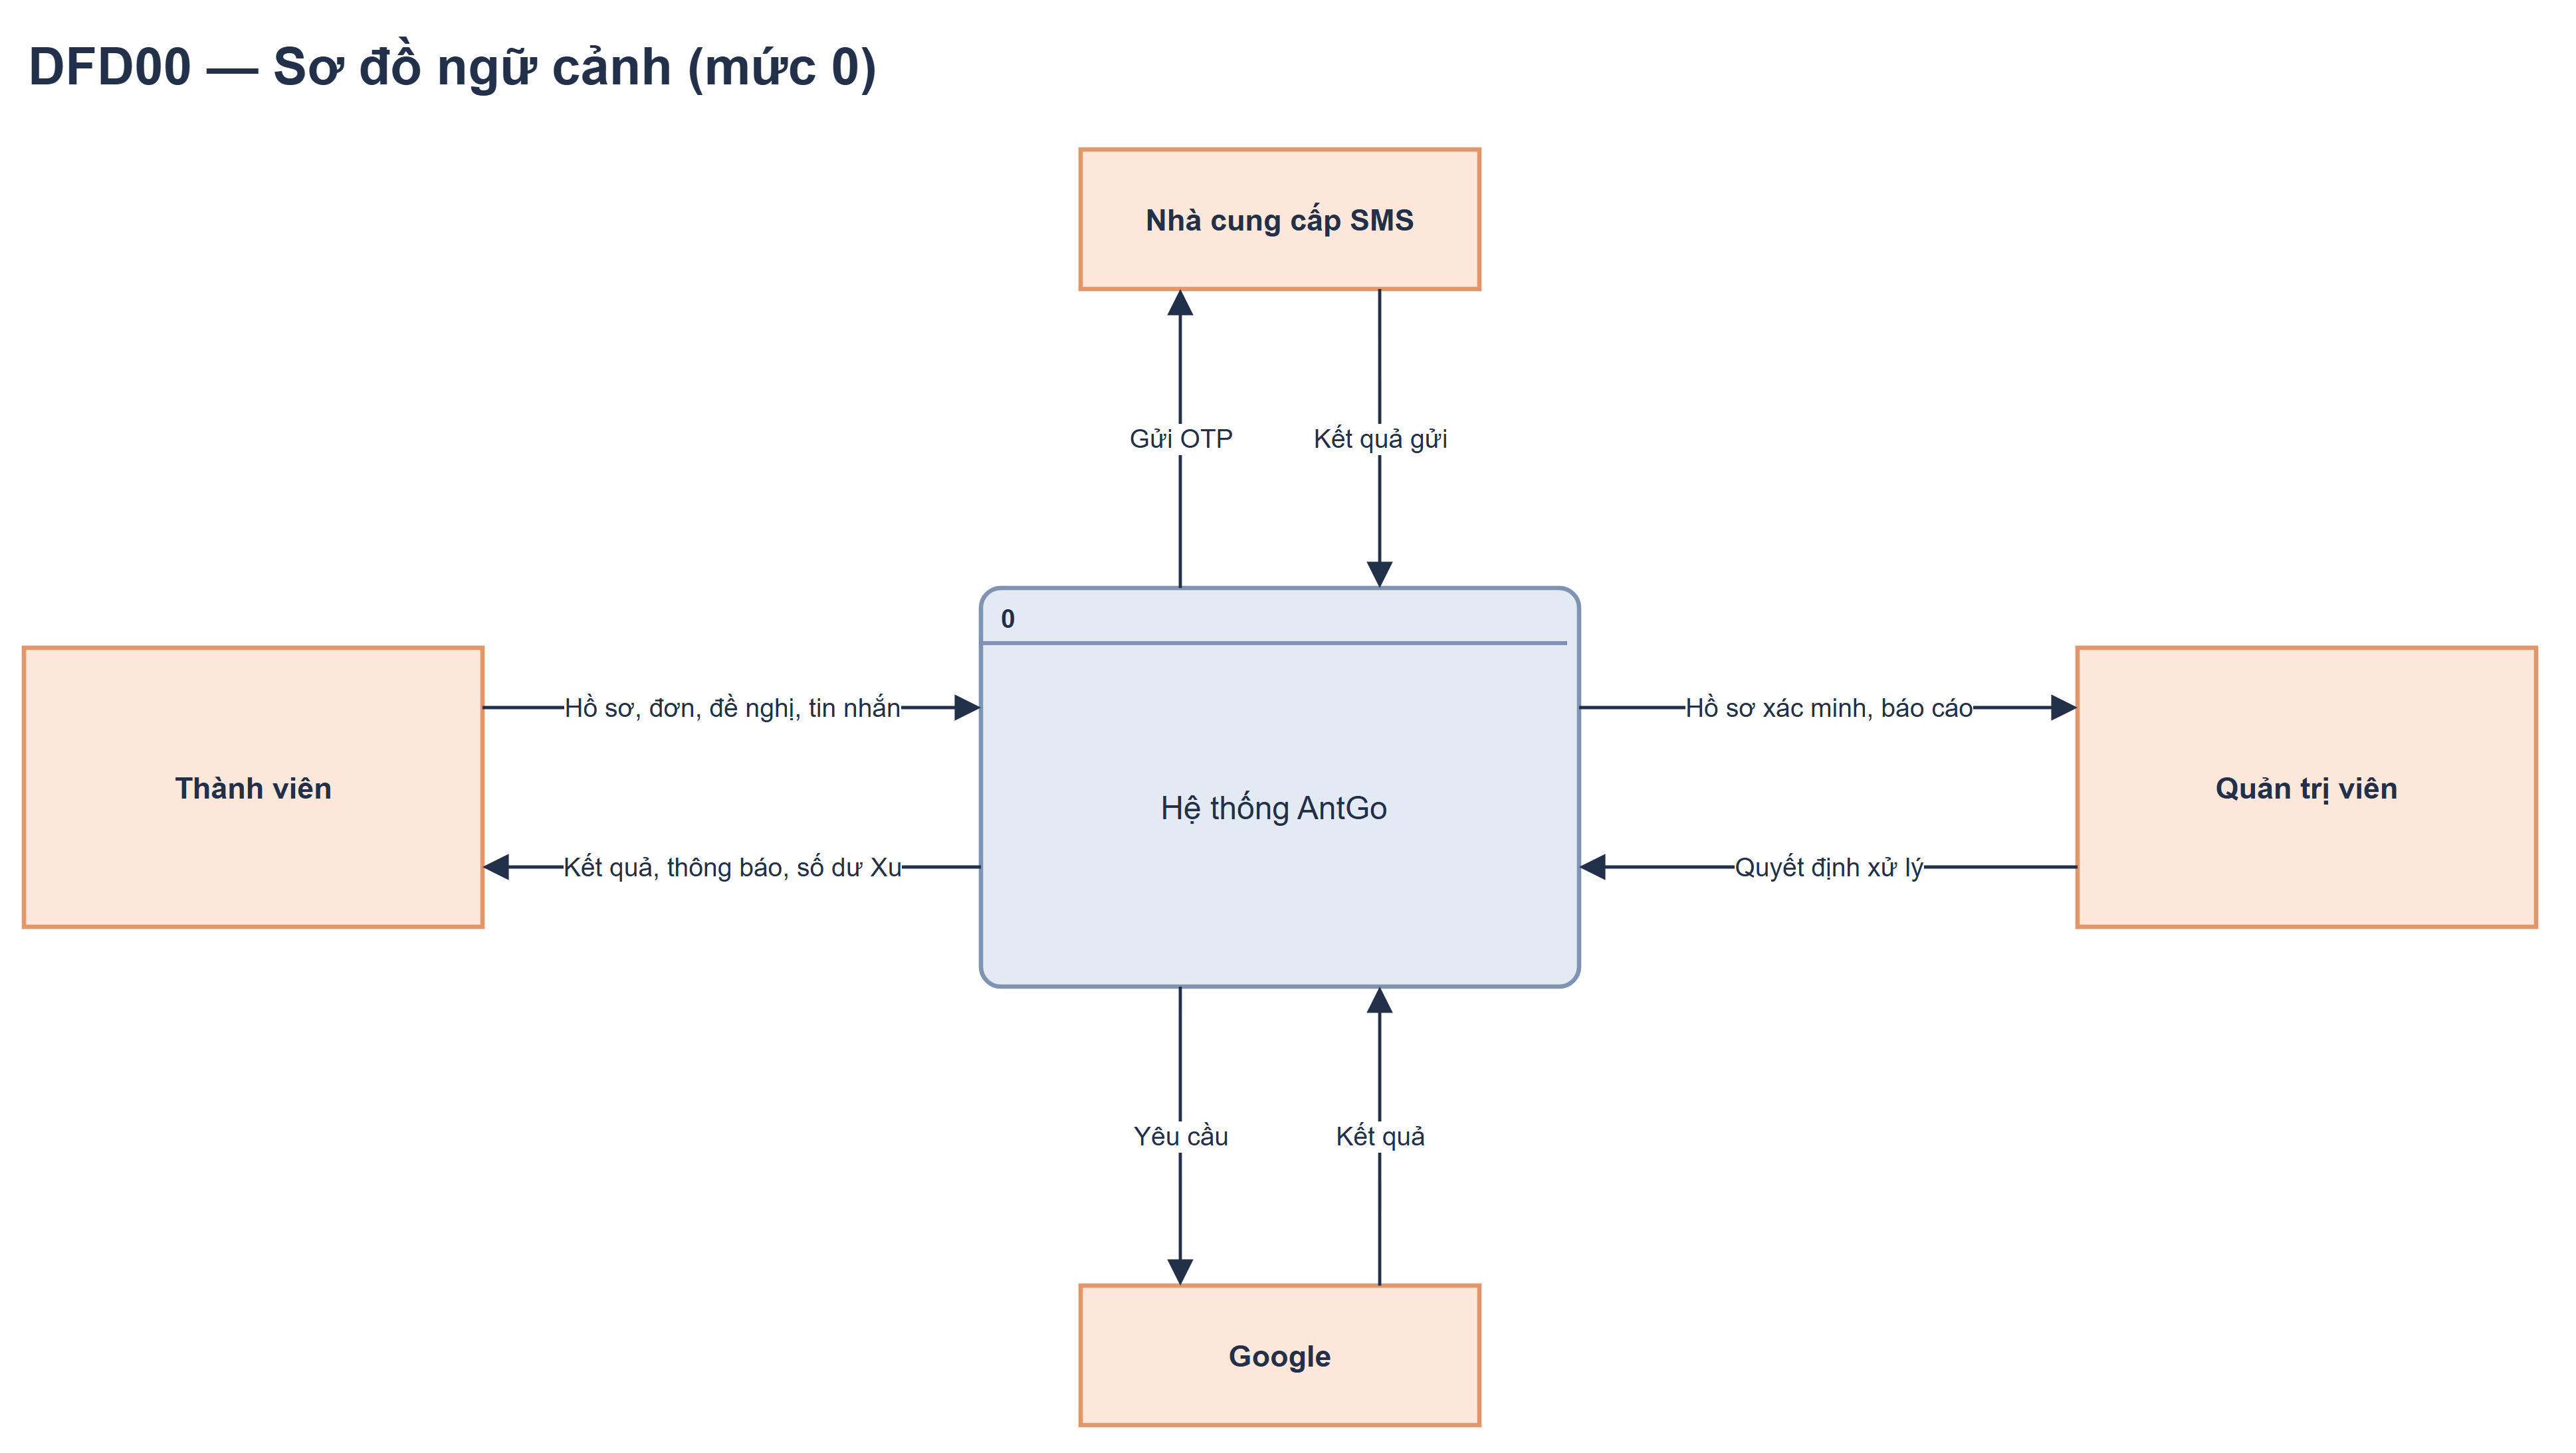 DFD00 — Sơ đồ ngữ cảnh (mức 0)
Nhà cung cấp SMS
Gửi OTP
Kết quả gửi
0
Hồ sơ, đơn, đề nghị, tin nhắn
Hồ sơ xác minh, báo cáo
Thành viên
Hệ thống AntGo
Quản trị viên
Kết quả, thông báo, số dư Xu
Quyết định xử lý
Yêu cầu
Kết quả
Google